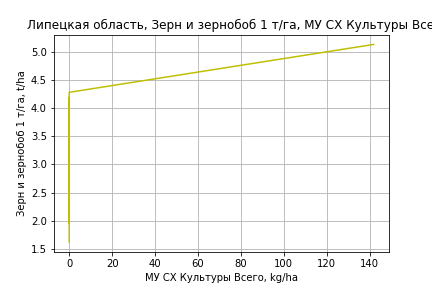 Липецкая область, Зерн и зернобоб 1 т/га, МУ СХ Культуры Все
5.0
4.5
4.0
3.5
3.0
2.5
2.0
1.5
Зерн и зернобоб 1 т/га, t/ha
0 20 40 60 80 100 120 140
МУ СХ Культуры Всего, kg/ha